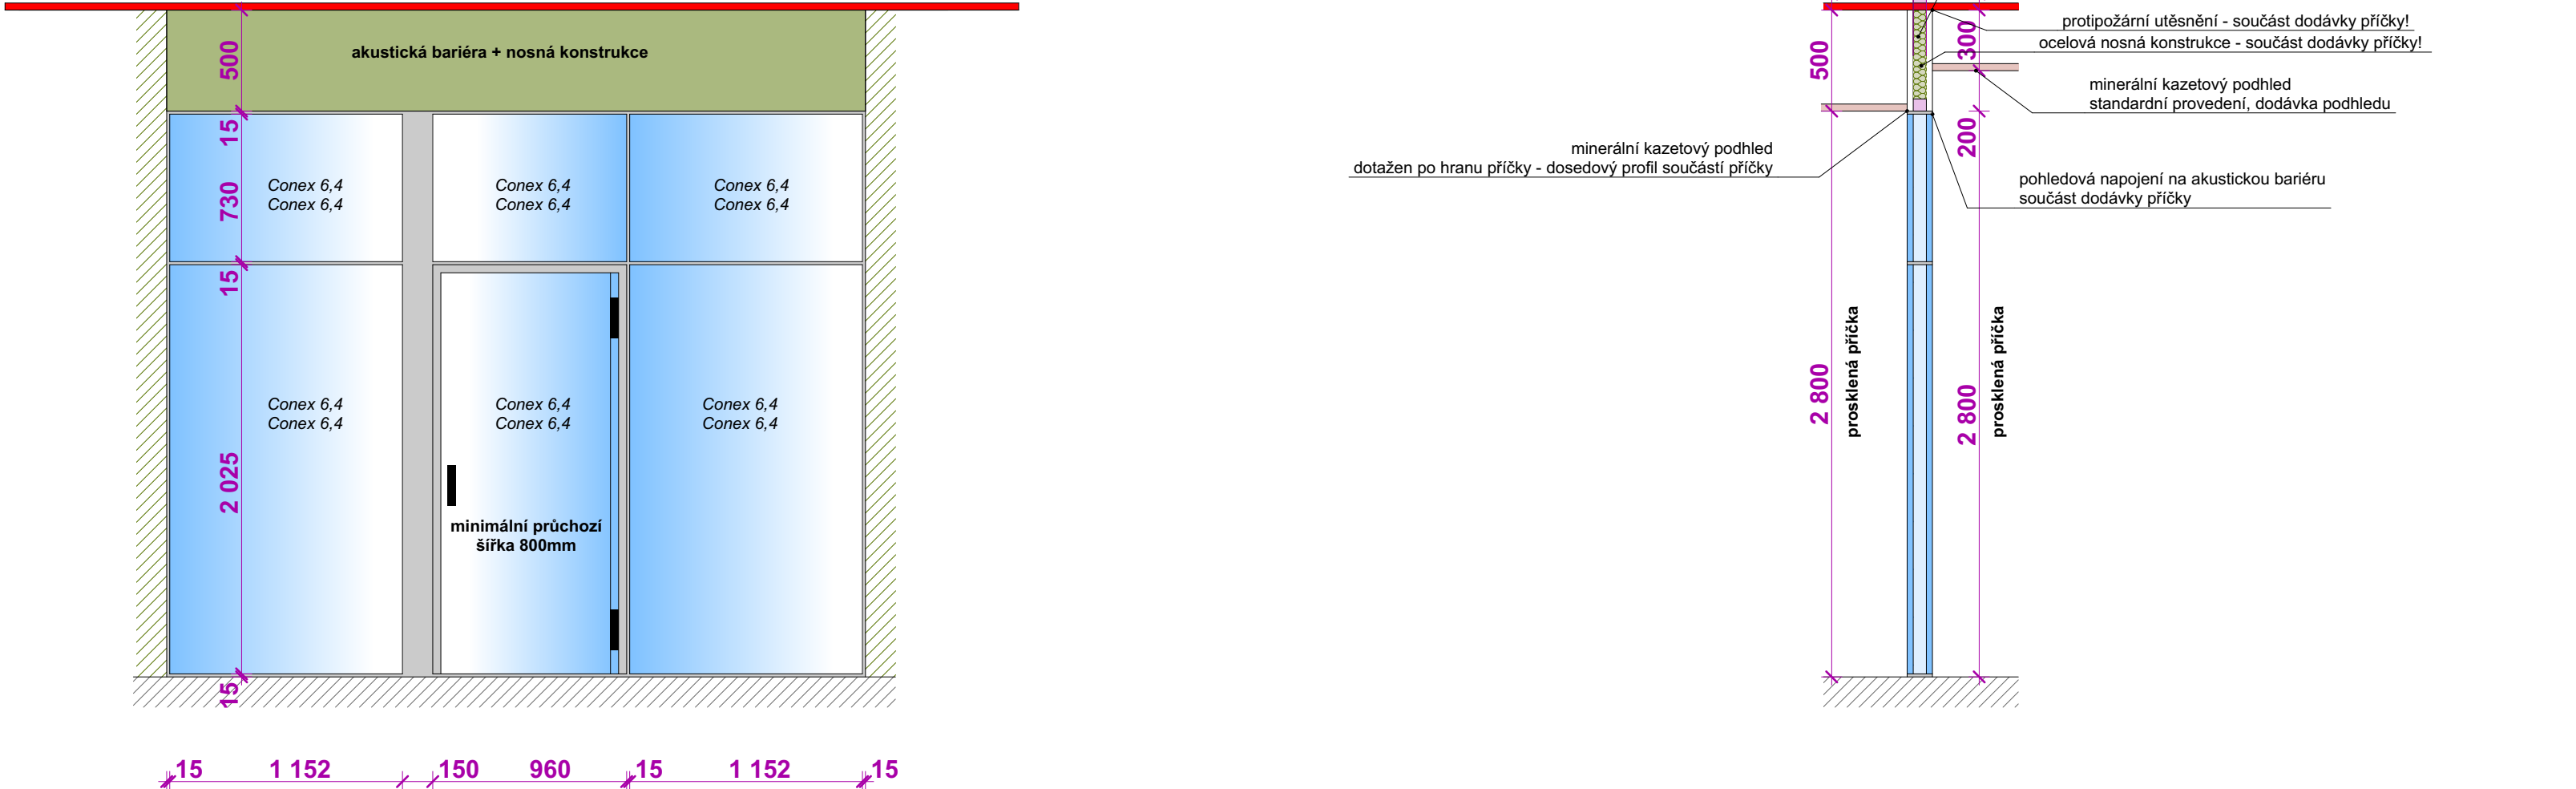 akustická bariéra + nosná konstrukce
500
15
730
15
2 025
15
Conex 6,4
Conex 6,4
Conex 6,4
Conex 6,4
Conex 6,4
Conex 6,4
Conex 6,4
Conex 6,4
Conex 6,4
Conex 6,4
Conex 6,4
Conex 6,4
minimální průchozí
šířka 800mm
15
1 152
150
960
15
1 152
15
protipožární utěsnění - součást dodávky příčky!
ocelová nosná konstrukce - součást dodávky příčky!
minerální kazetový podhled
standardní provedení, dodávka podhledu
minerální kazetový podhled
dotažen po hranu příčky - dosedový profil součástí příčky
pohledová napojení na akustickou bariéru
součást dodávky příčky
500
2 800
prosklená příčka
300
200
2 800
prosklená příčka